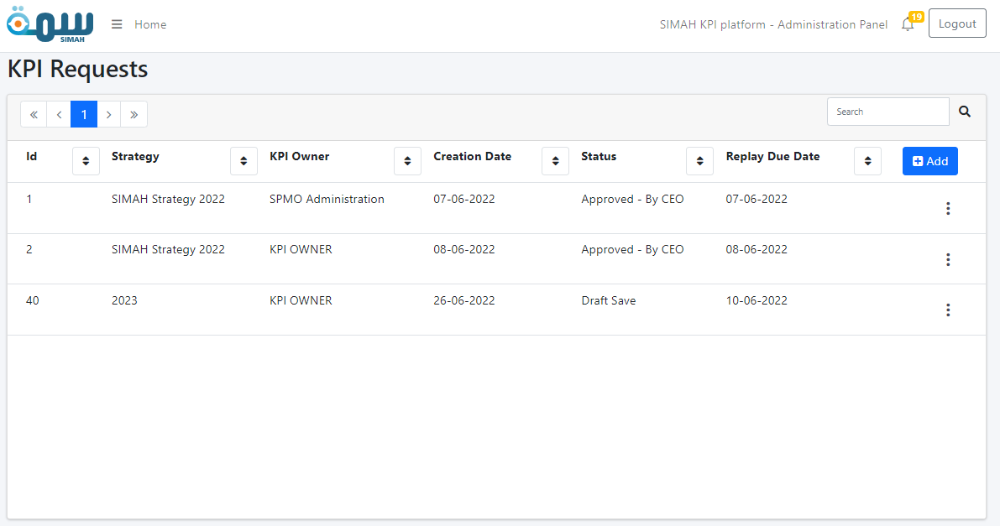 سمة
SIMAH
Home
SIMAH KPI platform - Administration Panel
19
Logout
KPI Requests
« ‹ 1 › »
Search
Id Strategy KPI Owner Creation Date Status Replay Due Date Add
1 SIMAH Strategy 2022 SPMO Administration 07-06-2022 Approved - By CEO 07-06-2022
2 SIMAH Strategy 2022 KPI OWNER 08-06-2022 Approved - By CEO 08-06-2022
40 2023 KPI OWNER 26-06-2022 Draft Save 10-06-2022